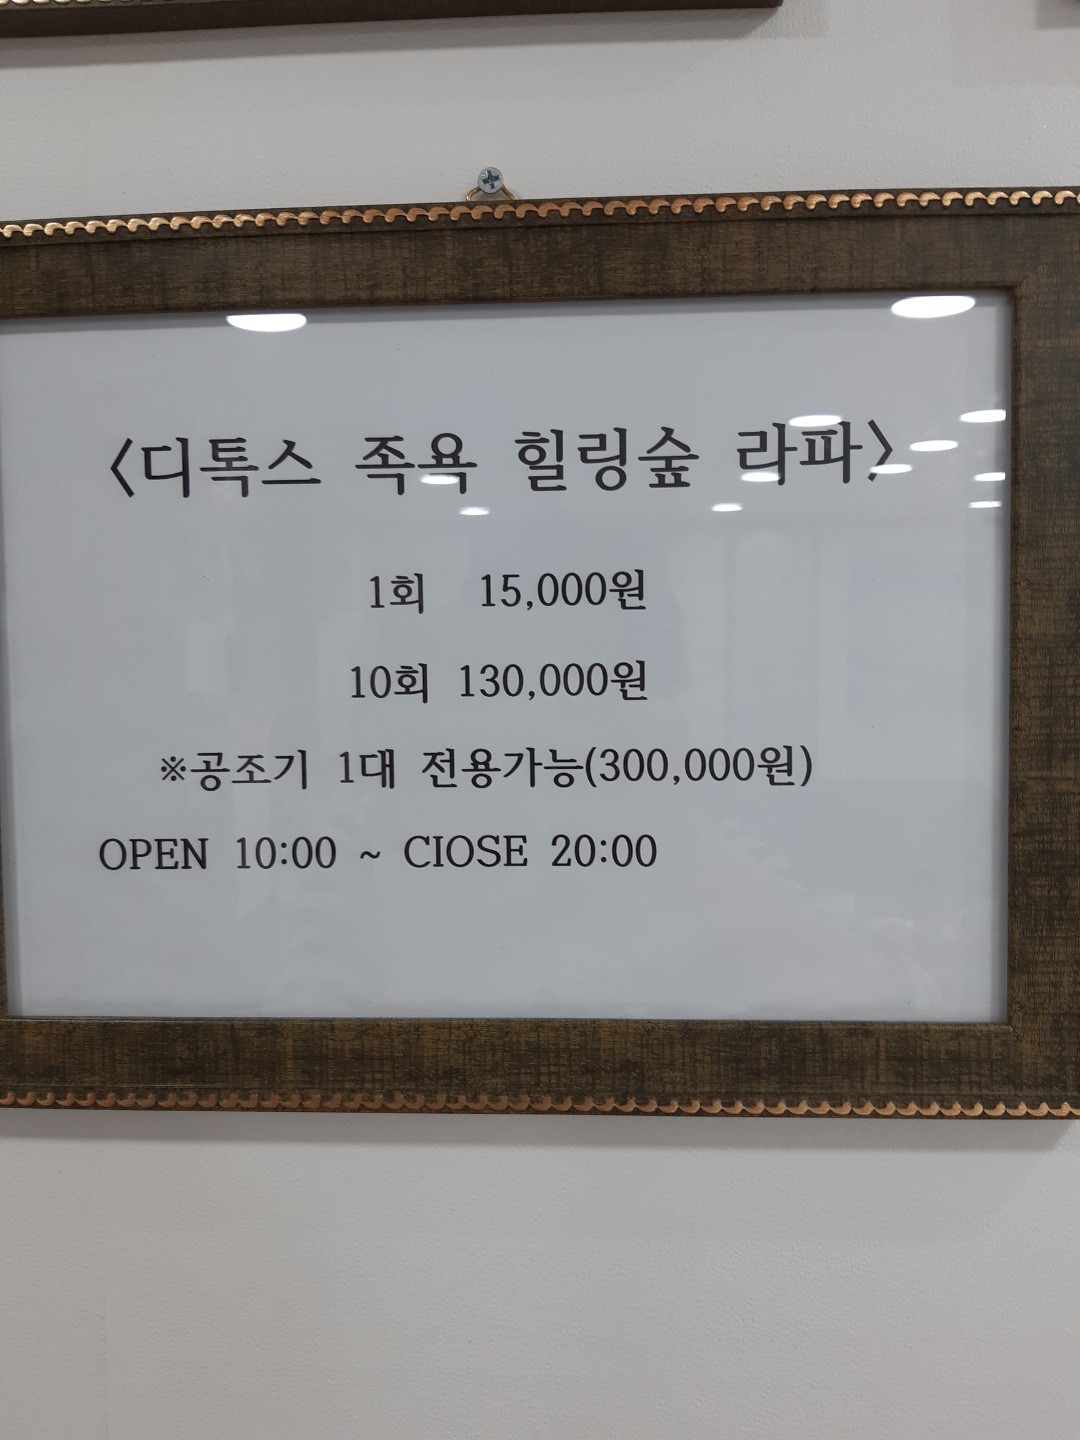 <디톡스 족욕 힐링숲 라파>
1회 15,000원
10회 130,000원
※공조기 1대 전용가능(300,000원)
OPEN 10:00 ~ CIOSE 20:00